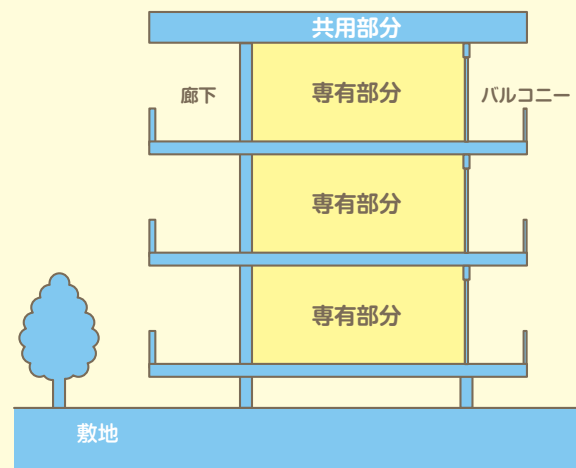 共用部分
廊下
専有部分
バルコニー
専有部分
専有部分
敷地